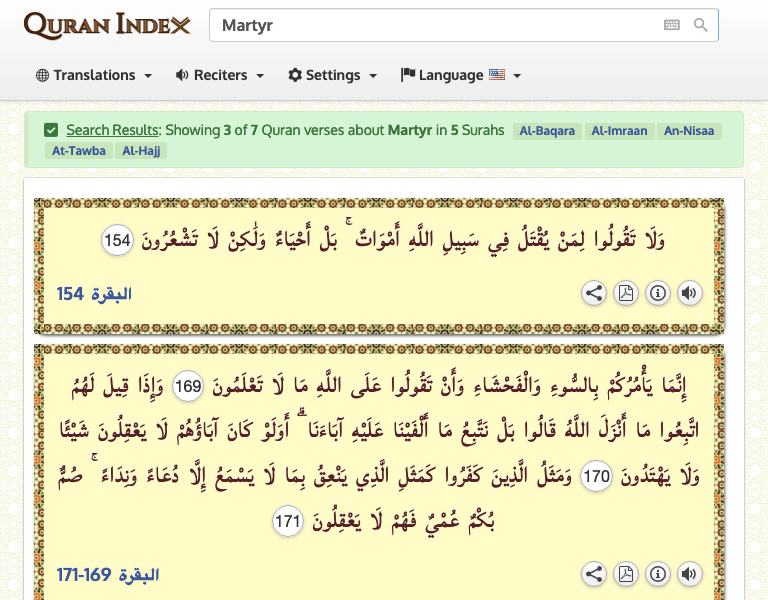 QURAN INDEX
Martyr
Translations Reciters Settings Language
Search Results: Showing 3 of 7 Quran verses about Martyr in 5 Surahs Al-Baqara Al-Imraan An-Nisaa
At-Tawba Al-Hajj
وَلَا تَقُولُوا لِمَنْ يُقْتَلُ فِي سَبِيلِ اللَّهِ أَمْوَاتٌ ۚ بَلْ أَحْيَاءٌ وَلَٰكِنْ لَا تَشْعُرُونَ 154
البقرة 154
إِنَّمَا يَأْمُرُكُمْ بِالسُّوءِ وَالْفَحْشَاءِ وَأَنْ تَقُولُوا عَلَى اللَّهِ مَا لَا تَعْلَمُونَ 169 وَإِذَا قِيلَ لَهُمُ
اتَّبِعُوا مَا أَنْزَلَ اللَّهُ قَالُوا بَلْ نَتَّبِعُ مَا أَلْفَيْنَا عَلَيْهِ آبَاءَنَا ۗ أَوَلَوْ كَانَ آبَاؤُهُمْ لَا يَعْقِلُونَ شَيْئًا
وَلَا يَهْتَدُونَ 170 وَمَثَلُ الَّذِينَ كَفَرُوا كَمَثَلِ الَّذِي يَنْعِقُ بِمَا لَا يَسْمَعُ إِلَّا دُعَاءً وَنِدَاءً ۚ صُمٌّ
بُكْمٌ عُمْيٌ فَهُمْ لَا يَعْقِلُونَ 171
البقرة 169-171